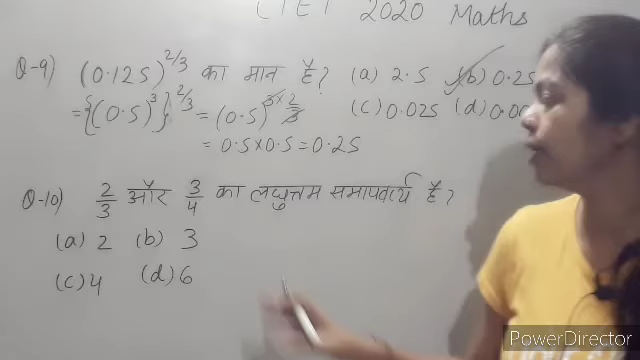 CTET 2020 Maths
Q-9) (0.125)^2/3 का मान है? (a) 2.5 (b) 0.25
= {(0.5)^3}^2/3 = (0.5)^3×2/3 (c) 0.025 (d) 0.00
= 0.5×0.5 = 0.25
Q-10) 2/3 और 3/4 का लघुत्तम समापवर्त्य है?
(a) 2 (b) 3
(c) 4 (d) 6
PowerDirector